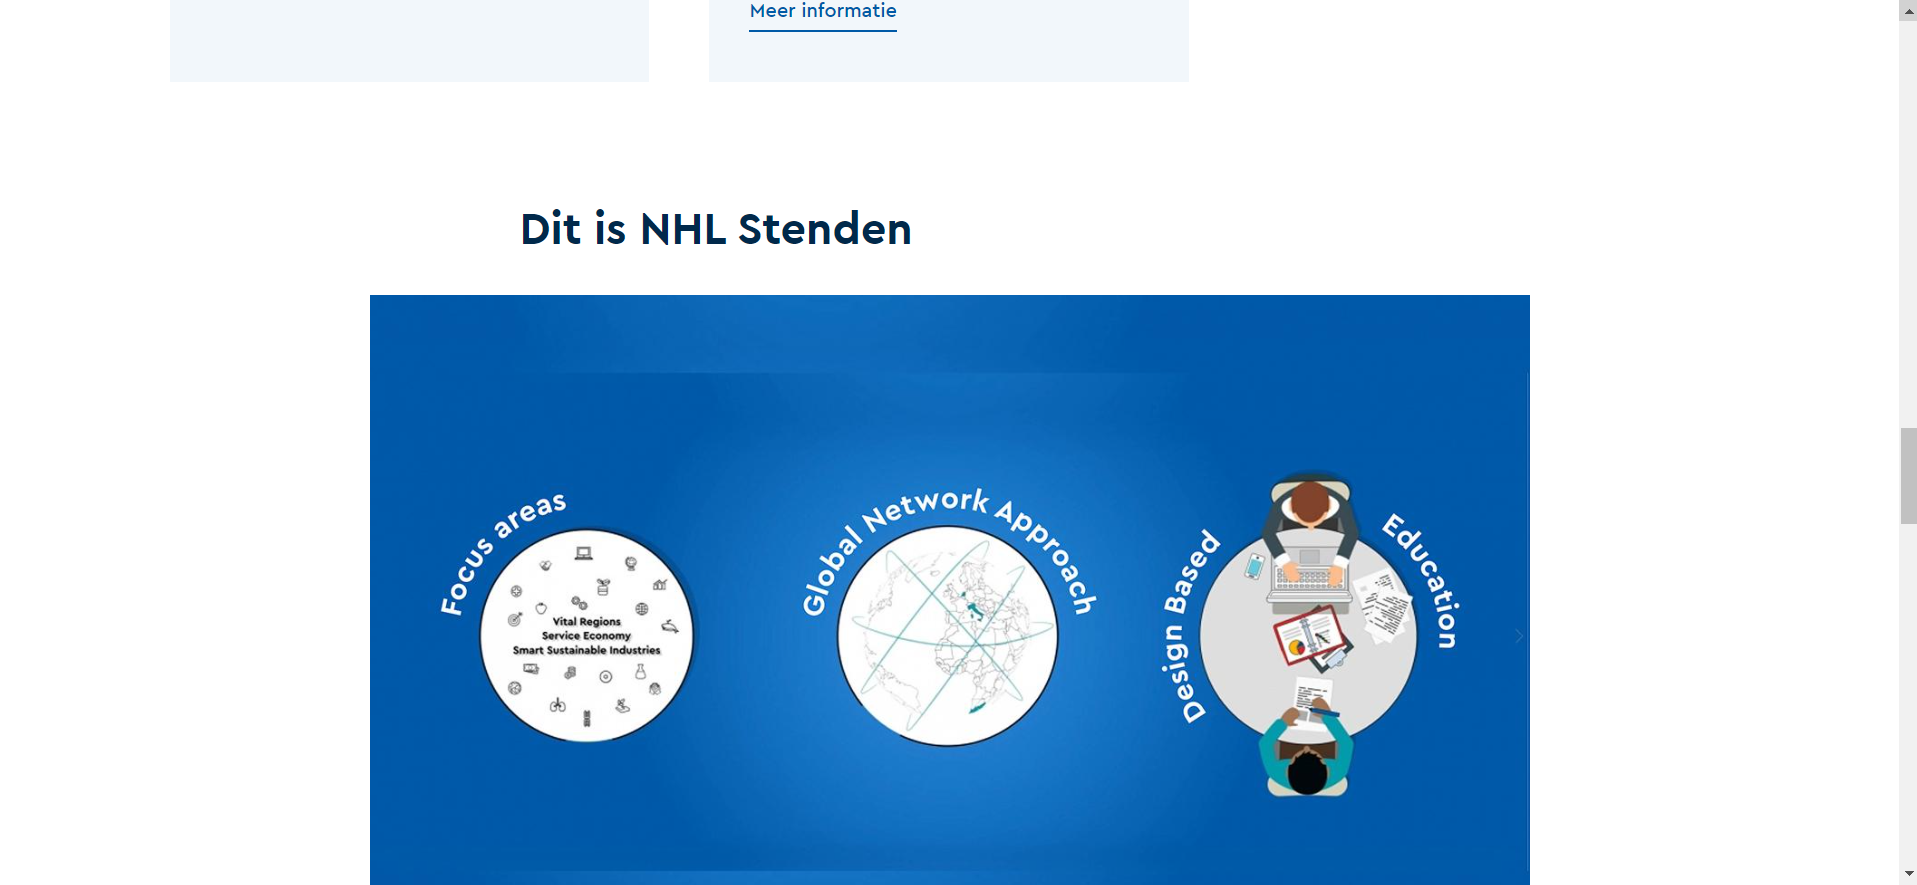 Meer informatie
Dit is NHL Stenden
Focus areas
Vital Regions
Service Economy
Smart Sustainable Industries
Global Network Approach
Design Based Education